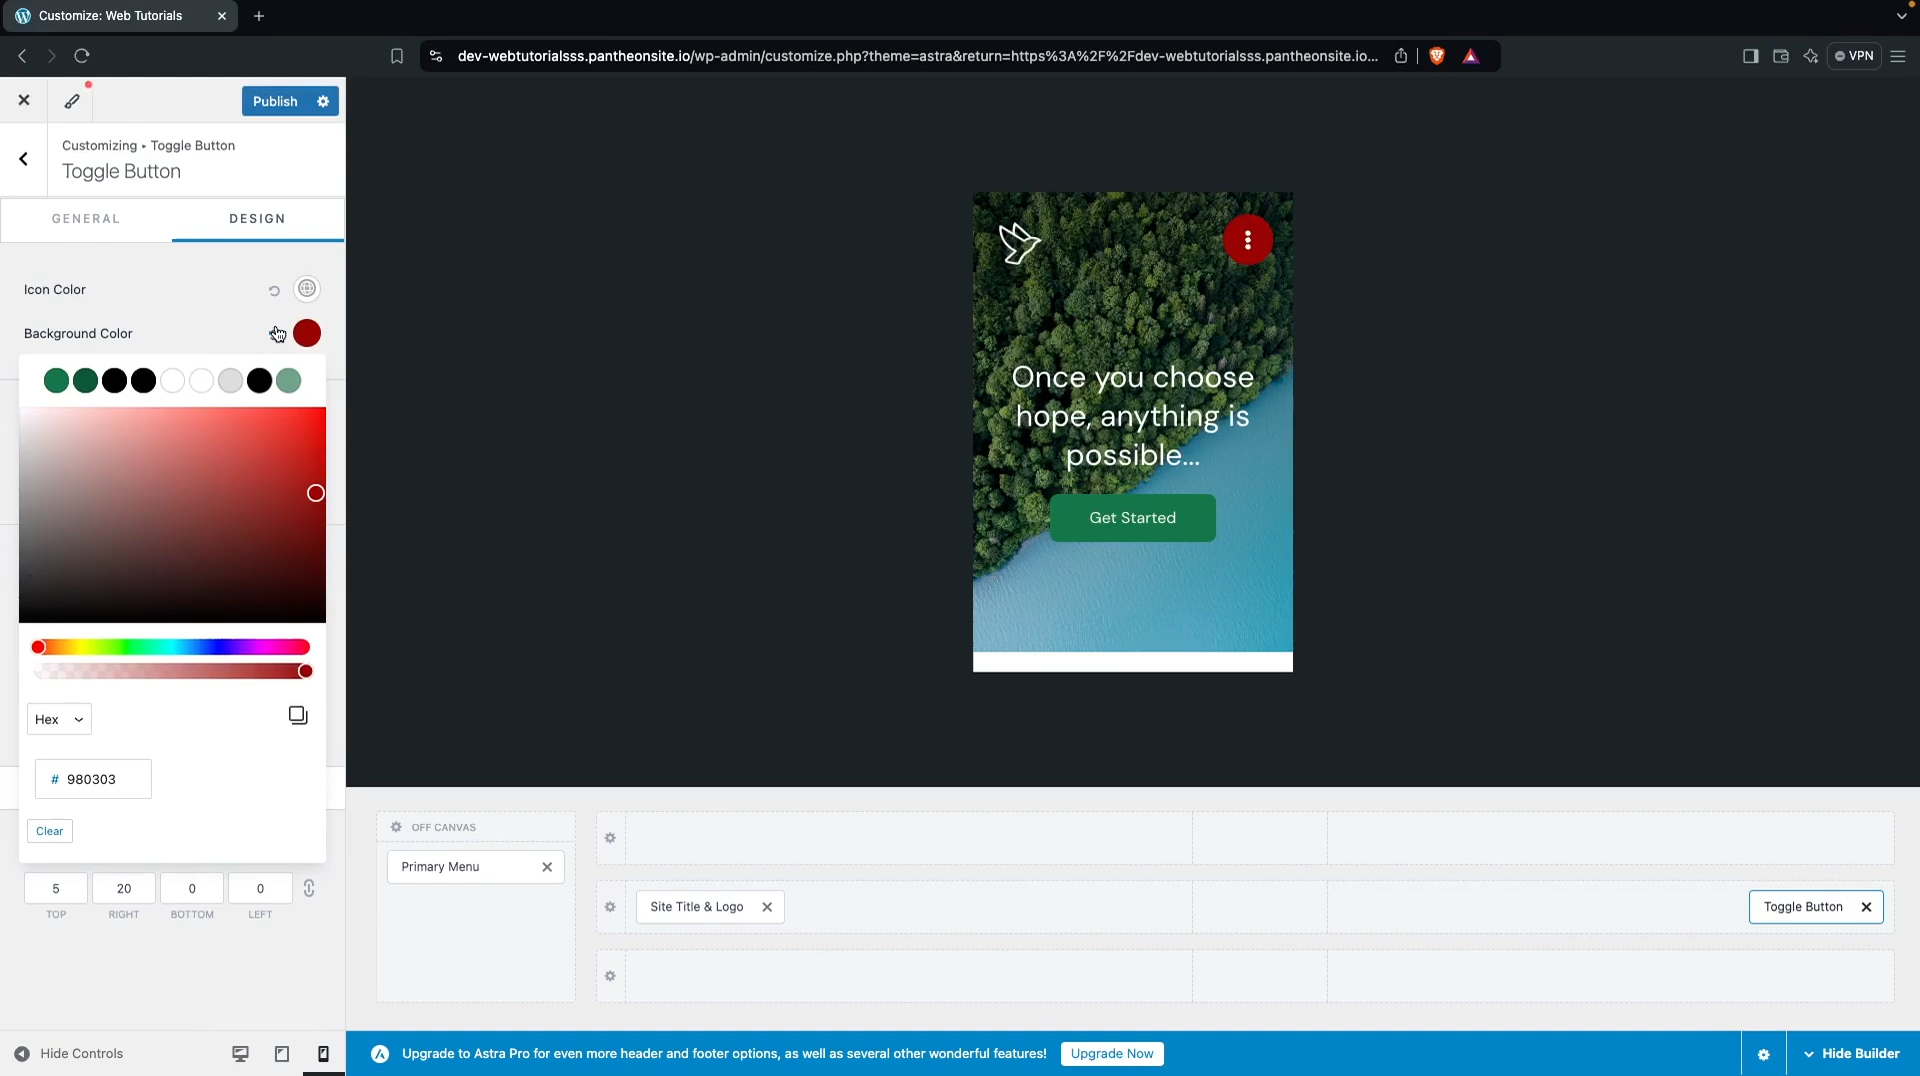 Customize: Web Tutorials
dev-webtutorialsss.pantheonsite.io/wp-admin/customize.php?theme=astra&return=https%3A%2F%2Fdev-webtutorialsss.pantheonsite.io...
VPN
Publish
Customizing ▸ Toggle Button
Toggle Button
GENERAL
DESIGN
Icon Color
Background Color
Hex
# 980303
Clear
5
20
0
0
TOP
RIGHT
BOTTOM
LEFT
Hide Controls
Once you choose
hope, anything is
possible...
Get Started
OFF CANVAS
Primary Menu
Site Title & Logo
Toggle Button
Upgrade to Astra Pro for even more header and footer options, as well as several other wonderful features!
Upgrade Now
Hide Builder